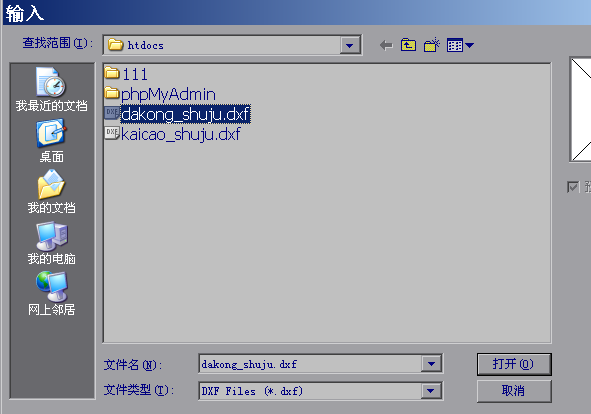 输入
查找范围(I):
htdocs
111
phpMyAdmin
dakong_shuju.dxf
kaicao_shuju.dxf
我最近的文档
桌面
我的文档
我的电脑
网上邻居
文件名(N):
dakong_shuju.dxf
打开(O)
文件类型(T):
DXF Files (*.dxf)
取消